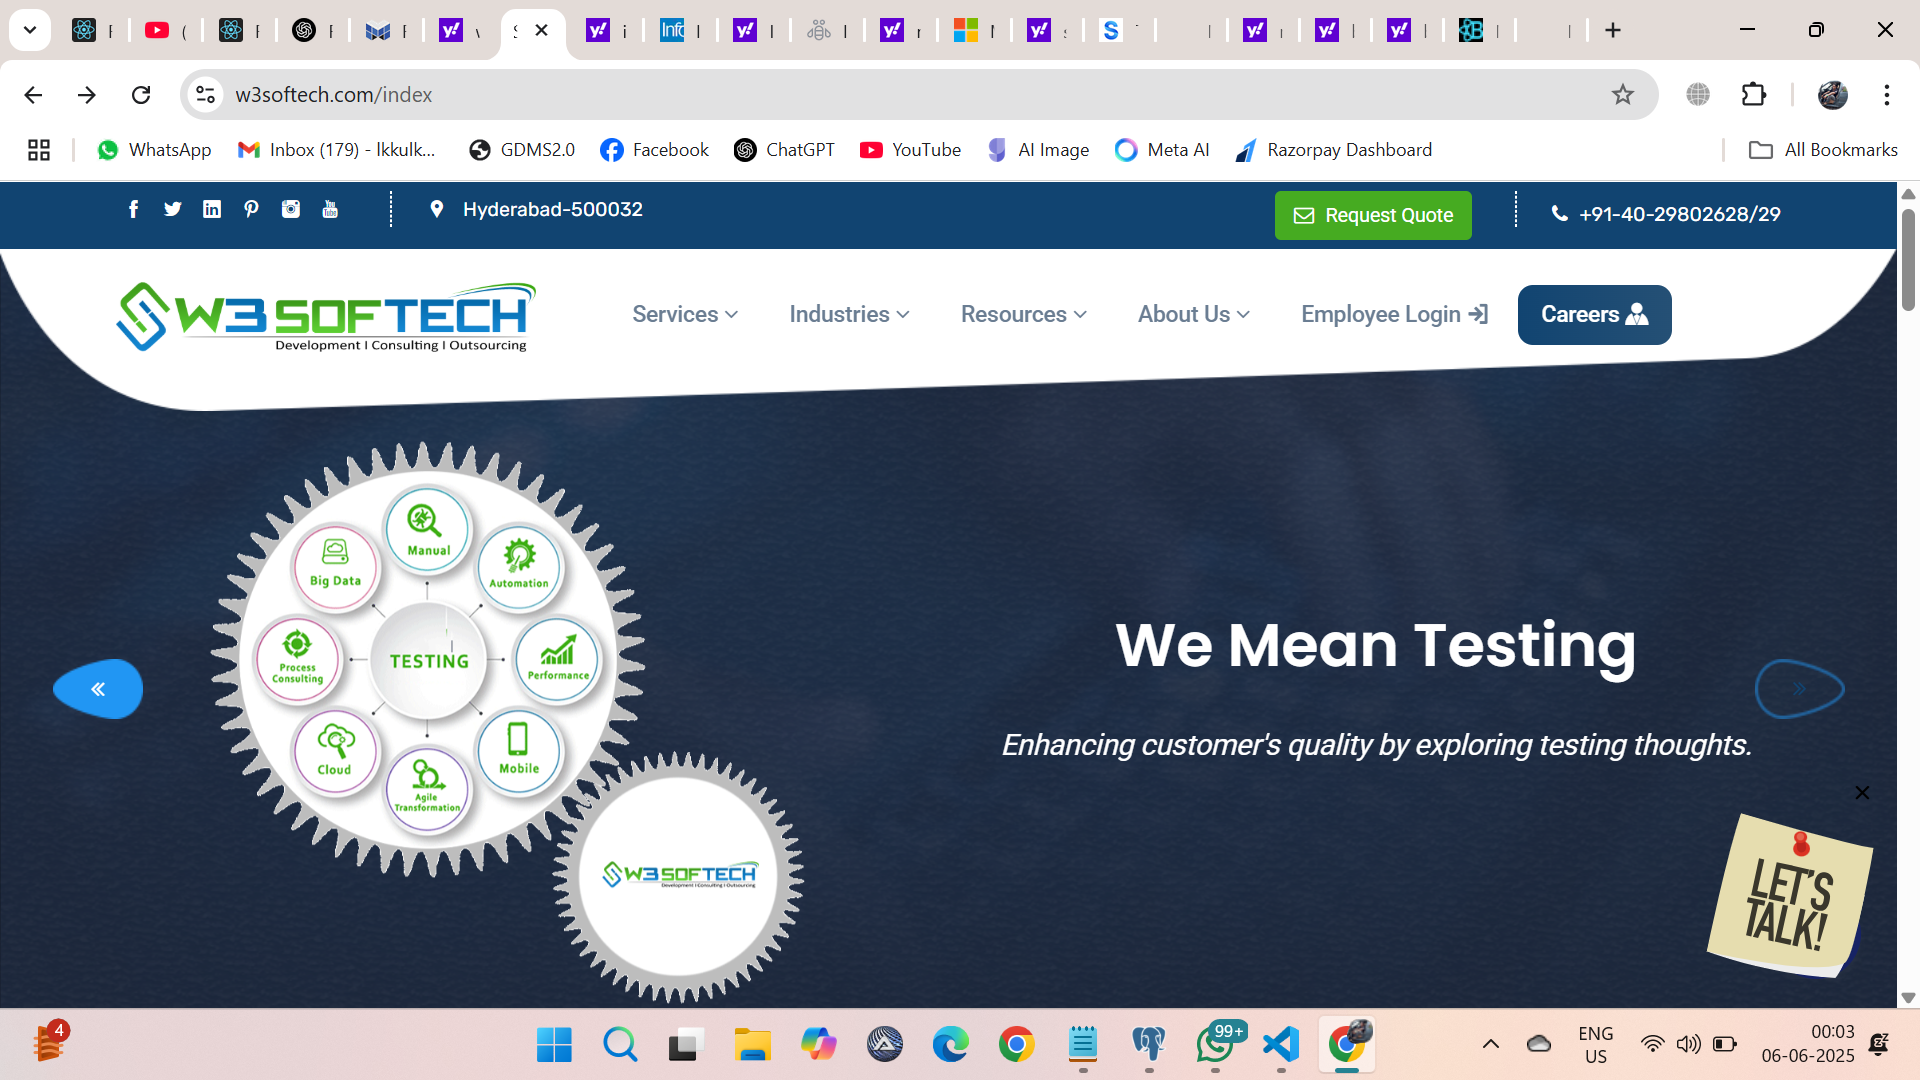 w3softech.com/index
WhatsApp
Inbox (179) - lkkulk...
GDMS2.0
Facebook
ChatGPT
YouTube
AI Image
Meta AI
Razorpay Dashboard
All Bookmarks
Hyderabad-500032
Request Quote
+91-40-29802628/29
W3 SOFTECH
Development I Consulting I Outsourcing
Services
Industries
Resources
About Us
Employee Login
Careers
Manual
Big Data
Automation
Process
Consulting
TESTING
Performance
Cloud
Mobile
Agile
Transformation
We Mean Testing
Enhancing customer's quality by exploring testing thoughts.
W3 SOFTECH
Development I Consulting I Outsourcing
LET'S
TALK!
4
99+
ENG
US
00:03
06-06-2025